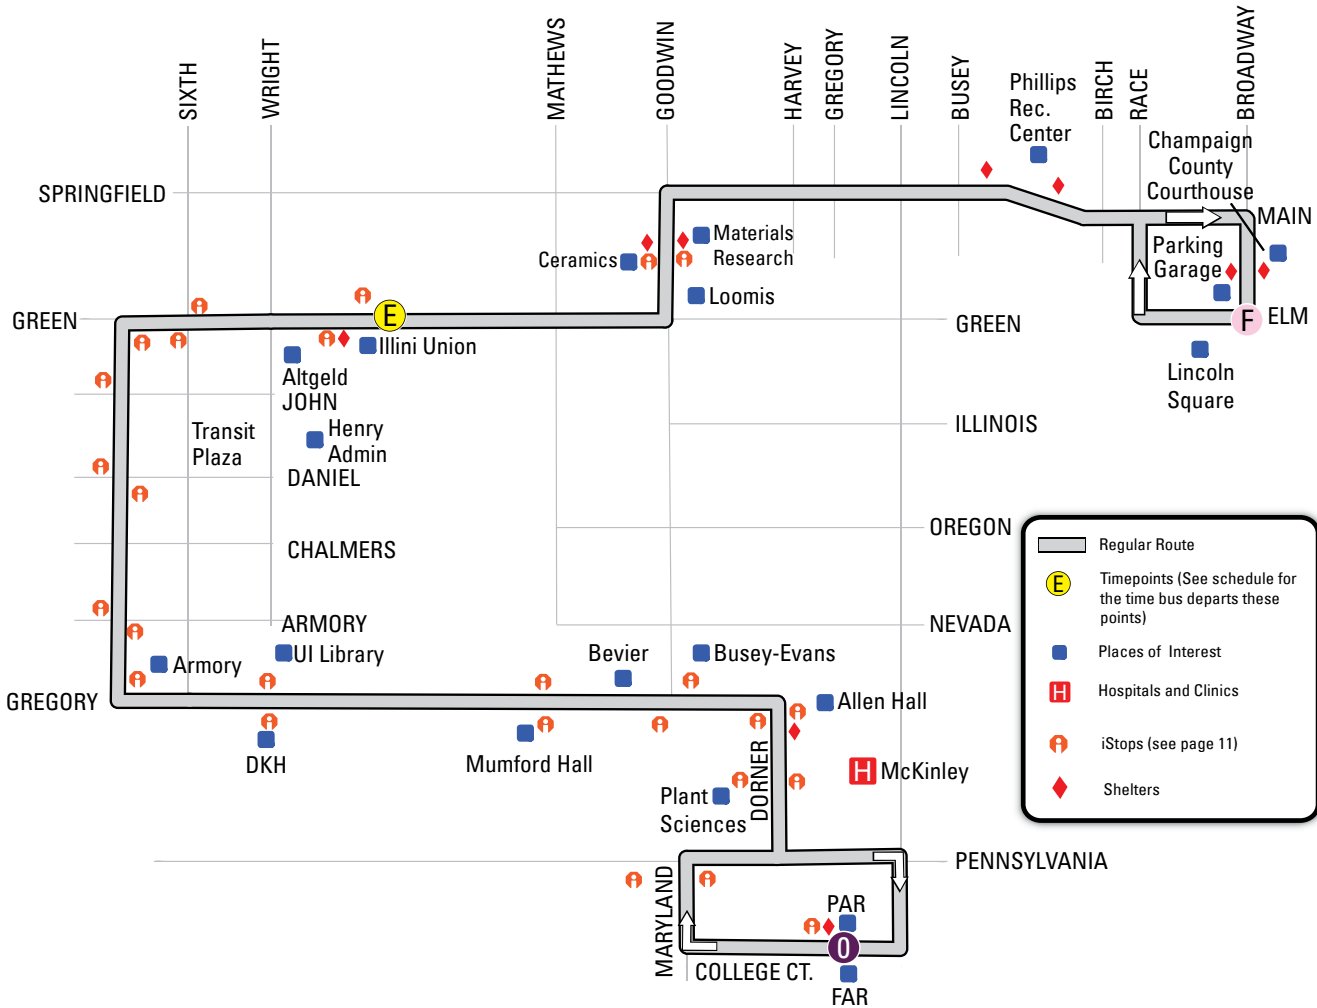 SIXTH
WRIGHT
MATHEWS
GOODWIN
HARVEY
GREGORY
LINCOLN
BUSEY
Phillips
Rec.
Center
BIRCH
RACE
BROADWAY
Champaign
County
Courthouse
SPRINGFIELD
MAIN
Materials
Research
Ceramics
Parking
Garage
Loomis
GREEN
E
GREEN
F
ELM
Illini Union
Altgeld
Lincoln
Square
JOHN
Transit
Plaza
Henry
Admin
ILLINOIS
DANIEL
OREGON
CHALMERS
Regular Route
E
Timepoints (See schedule for
the time bus departs these
points)
ARMORY
NEVADA
Armory
UI Library
Bevier
Busey-Evans
Places of Interest
H
Hospitals and Clinics
GREGORY
Allen Hall
iStops (see page 11)
DKH
Mumford Hall
DORNER
H
McKinley
Shelters
Plant
Sciences
PENNSYLVANIA
MARYLAND
PAR
O
COLLEGE CT.
FAR